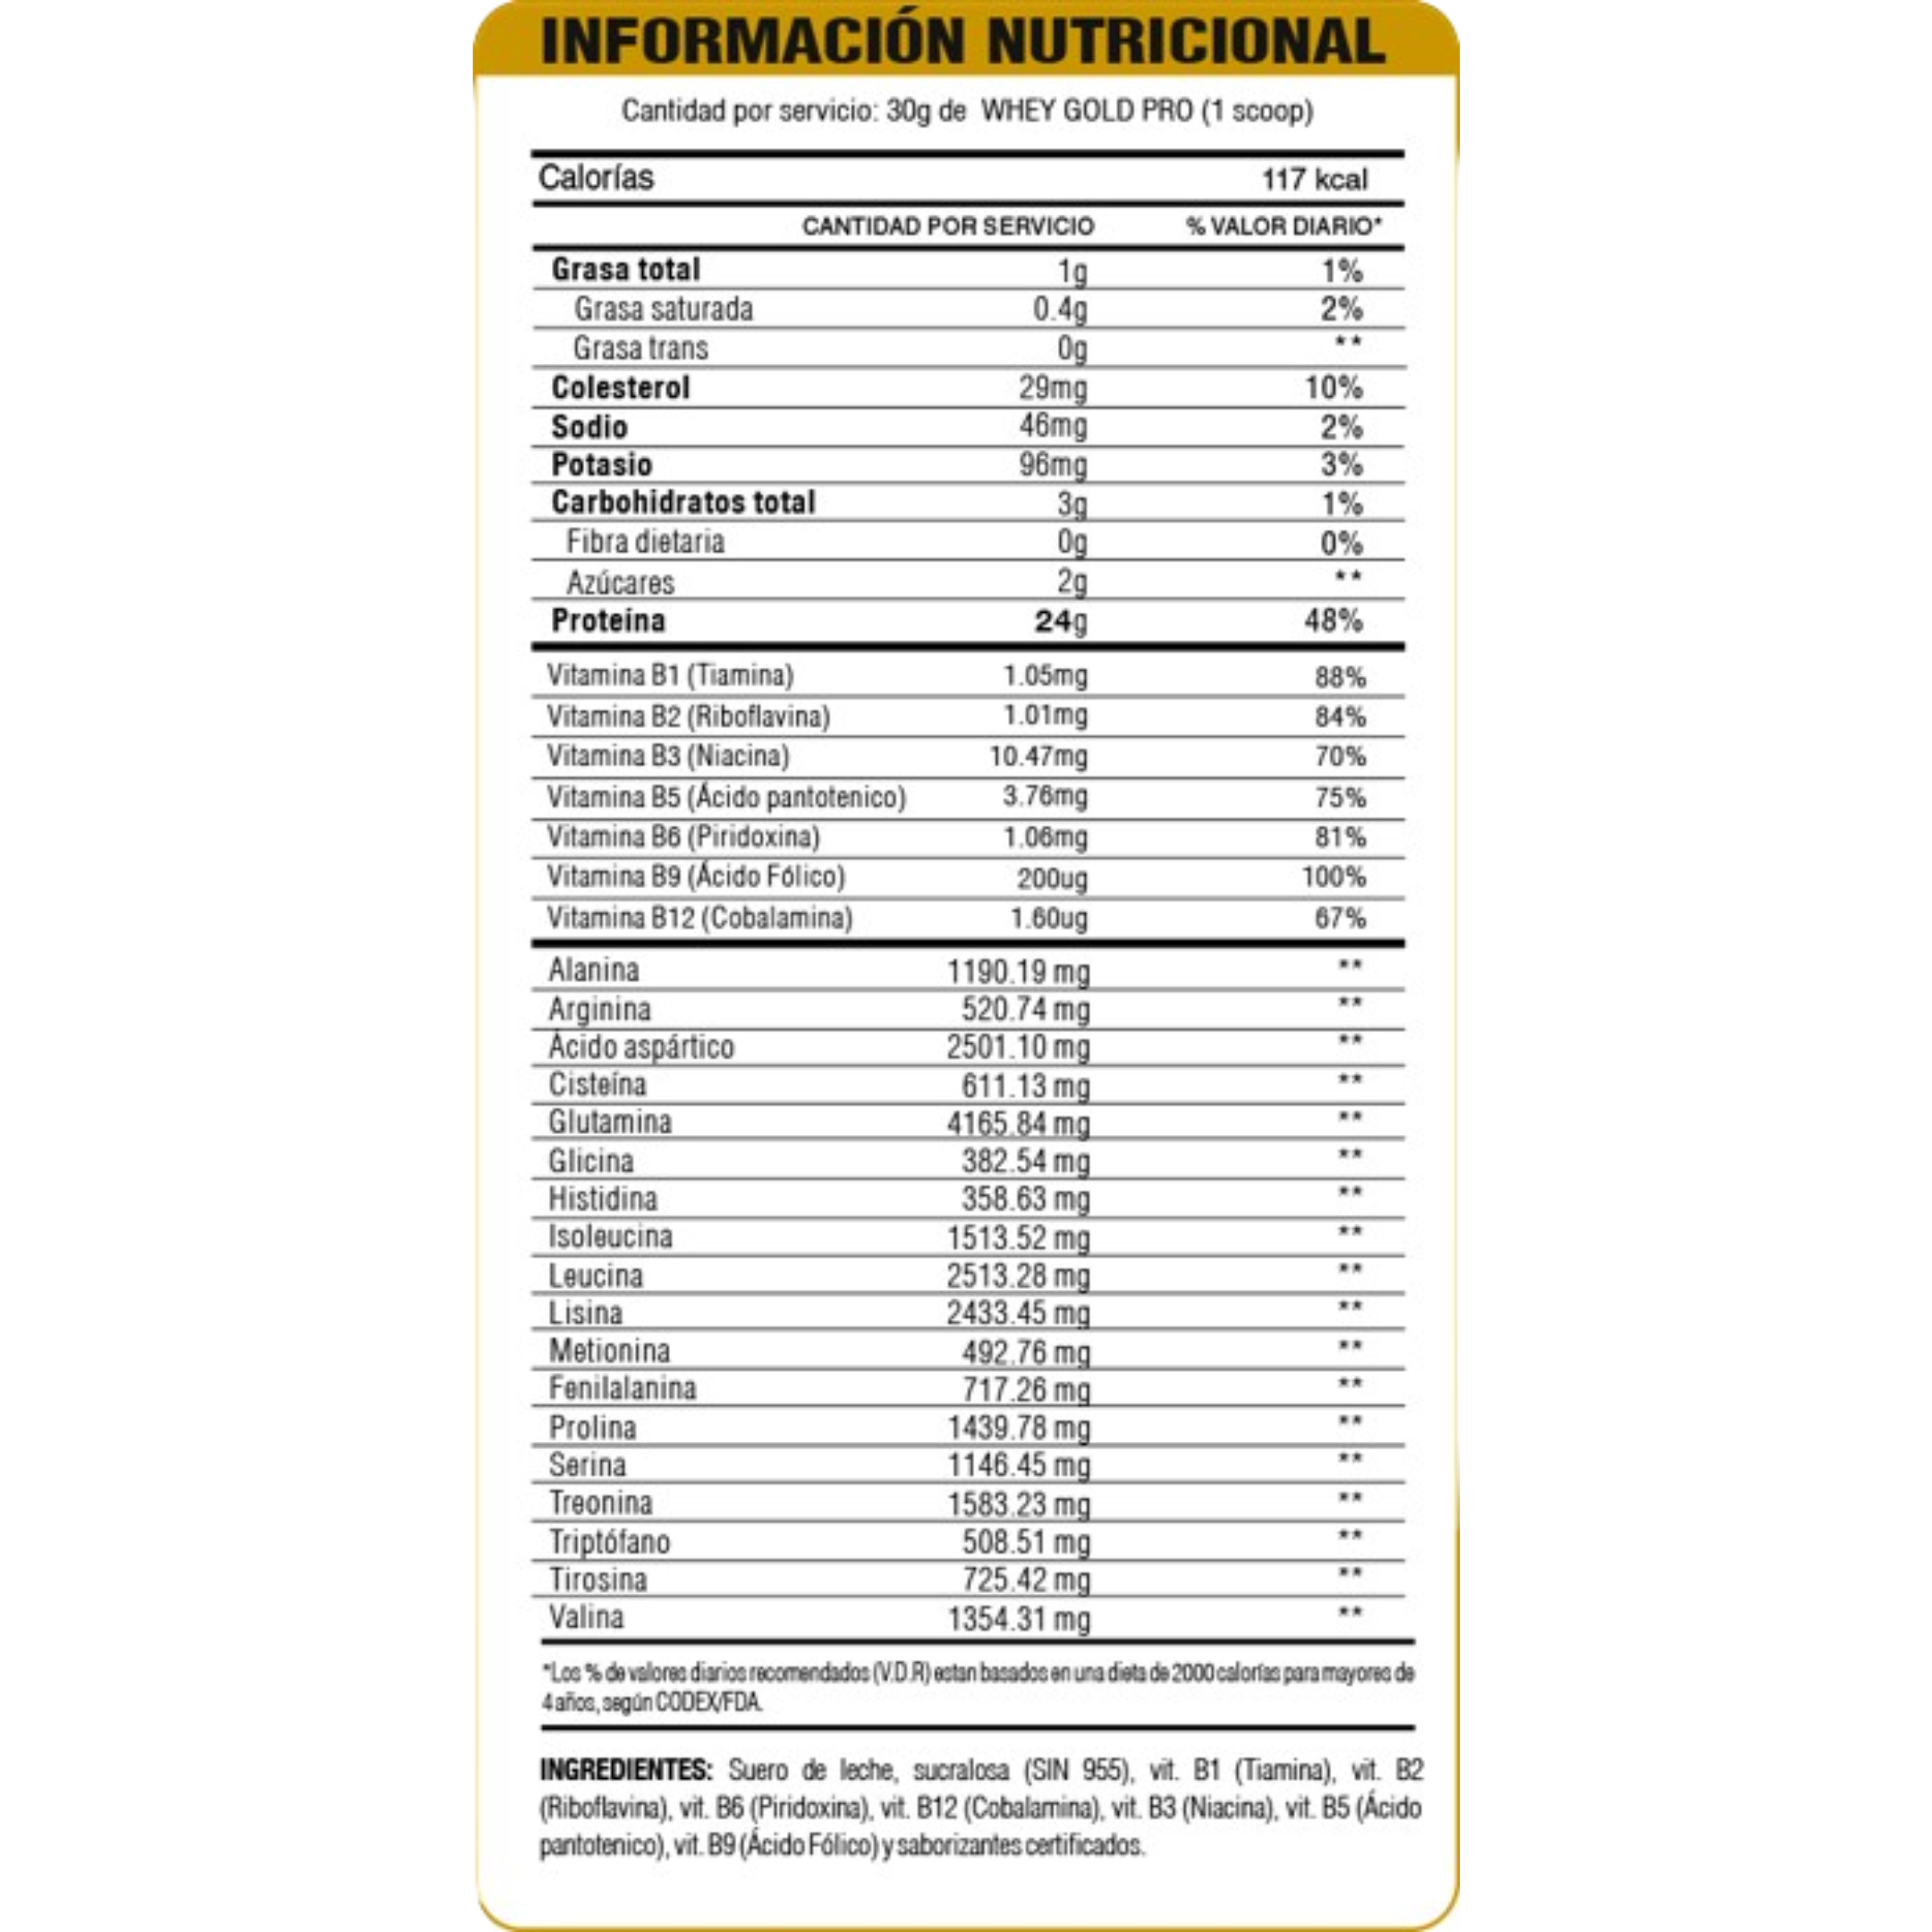 INFORMACIÓN NUTRICIONAL
Cantidad por servicio: 30g de WHEY GOLD PRO (1 scoop)
Calorías 117 kcal
CANTIDAD POR SERVICIO % VALOR DIARIO*
Grasa total 1g 1%
Grasa saturada 0.4g 2%
Grasa trans 0g **
Colesterol 29mg 10%
Sodio 46mg 2%
Potasio 96mg 3%
Carbohidratos total 3g 1%
Fibra dietaria 0g 0%
Azúcares 2g **
Proteína 24g 48%
Vitamina B1 (Tiamina) 1.05mg 88%
Vitamina B2 (Riboflavina) 1.01mg 84%
Vitamina B3 (Niacina) 10.47mg 70%
Vitamina B5 (Ácido pantotenico) 3.76mg 75%
Vitamina B6 (Piridoxina) 1.06mg 81%
Vitamina B9 (Ácido Fólico) 200ug 100%
Vitamina B12 (Cobalamina) 1.60ug 67%
Alanina 1190.19 mg **
Arginina 520.74 mg **
Ácido aspártico 2501.10 mg **
Cisteína 611.13 mg **
Glutamina 4165.84 mg **
Glicina 382.54 mg **
Histidina 358.63 mg **
Isoleucina 1513.52 mg **
Leucina 2513.28 mg **
Lisina 2433.45 mg **
Metionina 492.76 mg **
Fenilalanina 717.26 mg **
Prolina 1439.78 mg **
Serina 1146.45 mg **
Treonina 1583.23 mg **
Triptófano 508.51 mg **
Tirosina 725.42 mg **
Valina 1354.31 mg **
*Los % de valores diarios recomendados (V.D.R) estan basados en una dieta de 2000 calorías para mayores de
4 años, según CODEX/FDA.
INGREDIENTES: Suero de leche, sucralosa (SIN 955), vit. B1 (Tiamina), vit. B2
(Riboflavina), vit. B6 (Piridoxina), vit. B12 (Cobalamina), vit. B3 (Niacina), vit. B5 (Ácido
pantotenico), vit. B9 (Ácido Fólico) y saborizantes certificados.